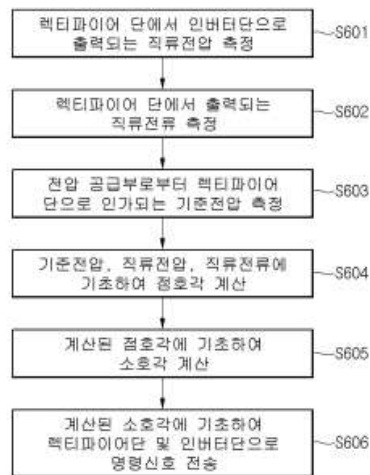 렉티파이어 단에서 인버터단으로
출력되는 직류전압 측정
S601
렉티파이어 단에서 출력되는
직류전류 측정
S602
전압 공급부로부터 렉티파이어
단으로 인가되는 기준전압 측정
S603
기준전압, 직류전압, 직류전류에
기초하여 점호각 계산
S604
계산된 점호각에 기초하여
소호각 계산
S605
계산된 소호각에 기초하여
렉티파이어단 및 인버터단으로
명령신호 전송
S606